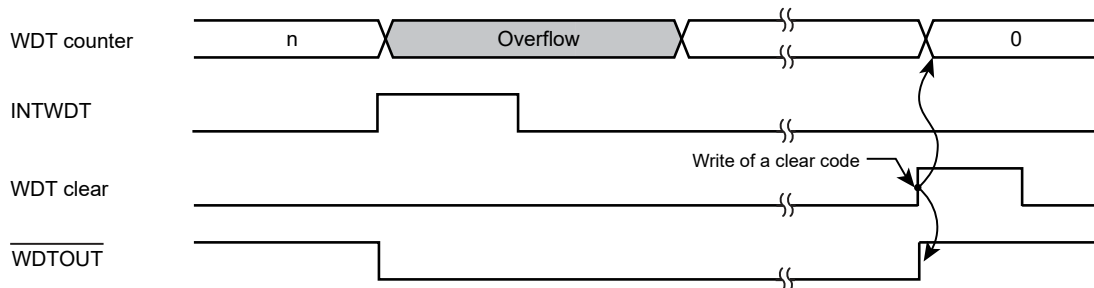 WDT counter n Overflow 0
INTWDT
Write of a clear code
WDT clear
WDTOUT